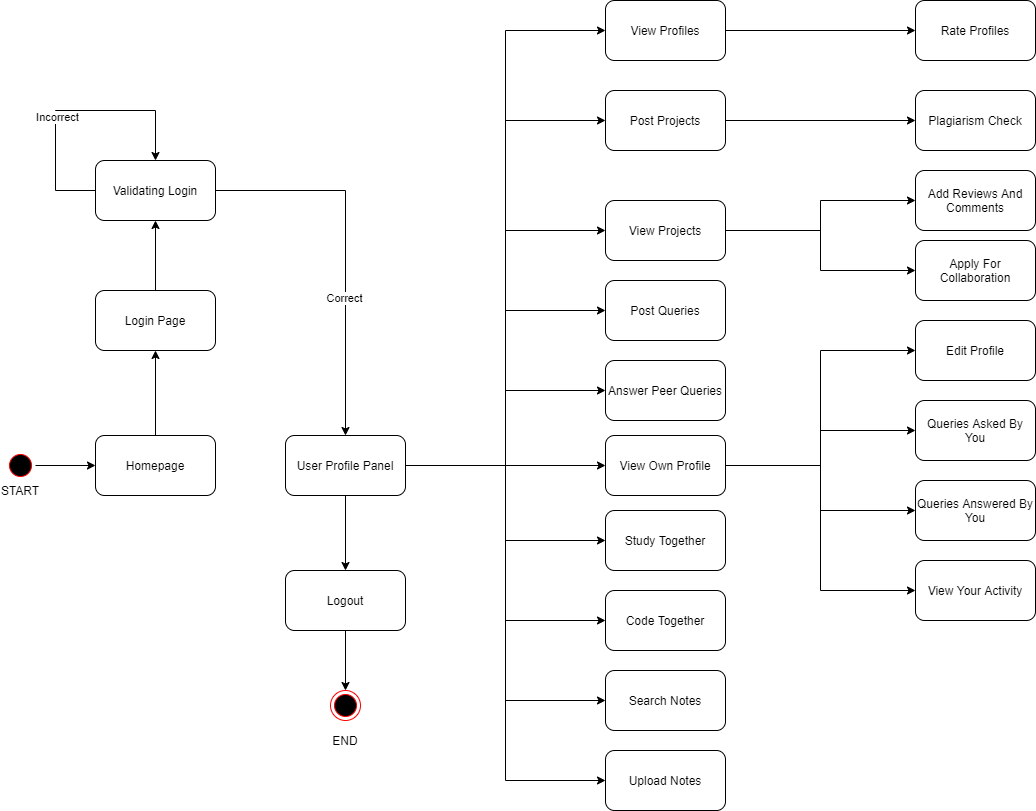 View Profiles
Rate Profiles
Incorrect
Post Projects
Plagiarism Check
Validating Login
Add Reviews And
Comments
View Projects
Apply For
Collaboration
Correct
Login Page
Post Queries
Edit Profile
Answer Peer Queries
Queries Asked By
You
START
Homepage
User Profile Panel
View Own Profile
Queries Answered By
You
Study Together
Logout
View Your Activity
Code Together
Search Notes
END
Upload Notes